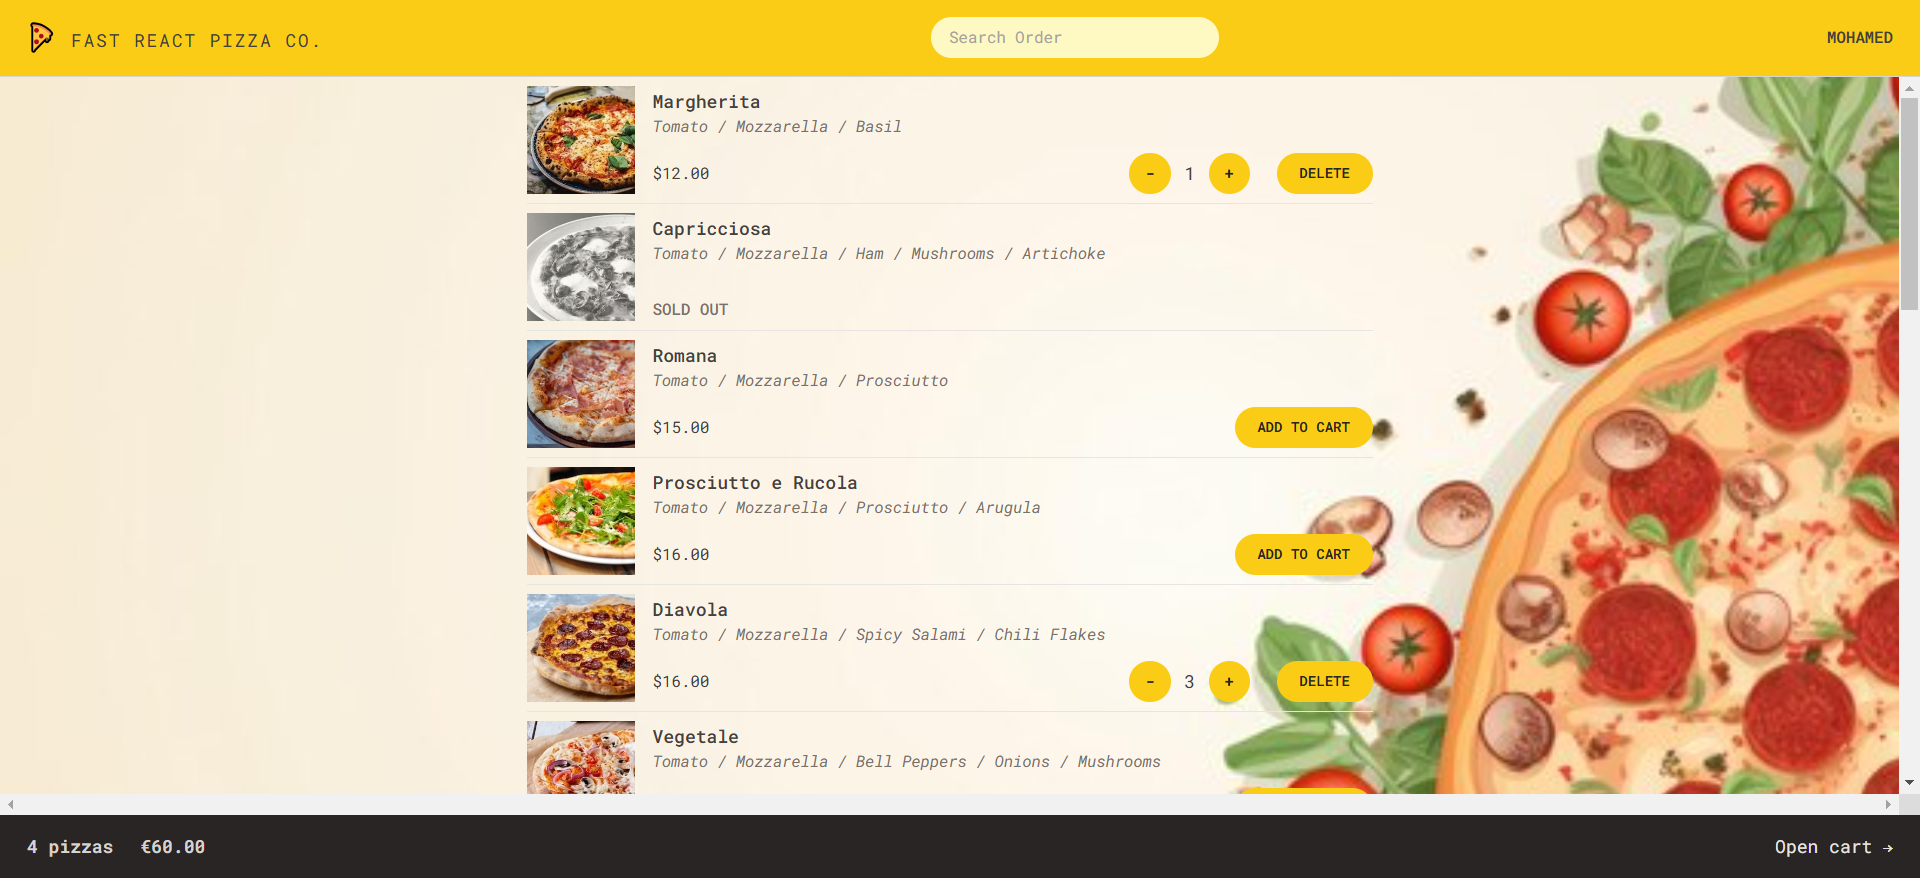 FAST REACT PIZZA CO.
Search Order
MOHAMED
Margherita
Tomato / Mozzarella / Basil
$12.00
- 1 + DELETE
Capricciosa
Tomato / Mozzarella / Ham / Mushrooms / Artichoke
SOLD OUT
Romana
Tomato / Mozzarella / Prosciutto
$15.00
ADD TO CART
Prosciutto e Rucola
Tomato / Mozzarella / Prosciutto / Arugula
$16.00
ADD TO CART
Diavola
Tomato / Mozzarella / Spicy Salami / Chili Flakes
$16.00
- 3 + DELETE
Vegetale
Tomato / Mozzarella / Bell Peppers / Onions / Mushrooms
4 pizzas €60.00
Open cart →